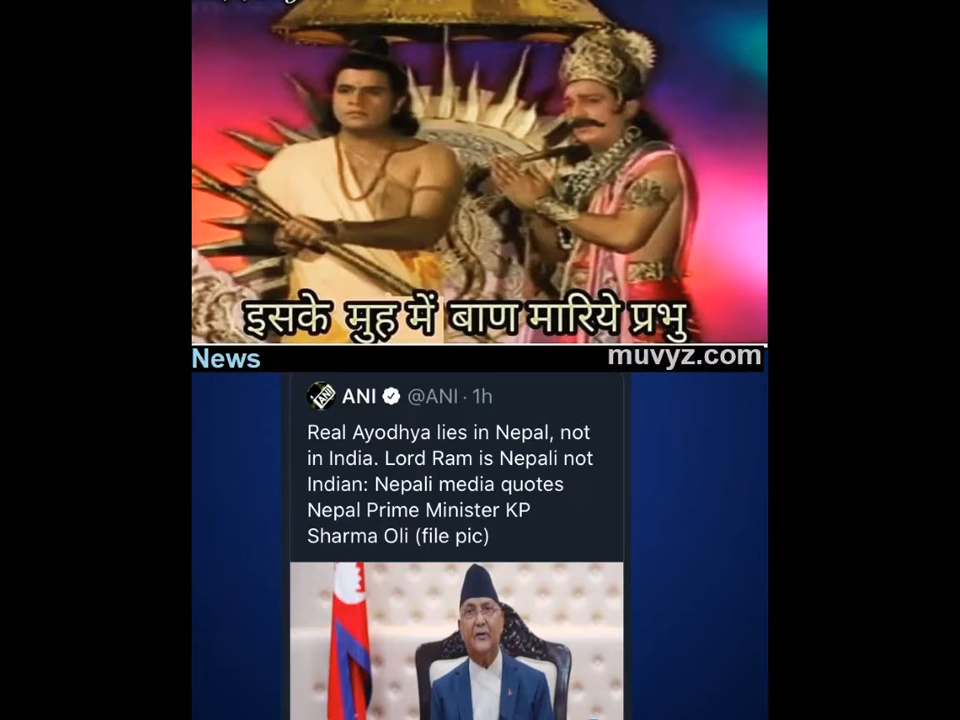 इसके मुह में बाण मारिये प्रभु
News
muvyz.com
ANI @ANI · 1h
Real Ayodhya lies in Nepal, not
in India. Lord Ram is Nepali not
Indian: Nepali media quotes
Nepal Prime Minister KP
Sharma Oli (file pic)